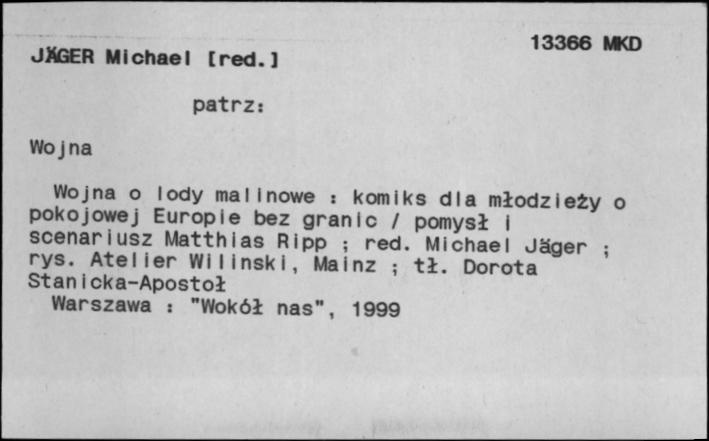 13366 MKD
JÄGER Michael [red.]
patrz:
Wojna
Wojna o lody malinowe : komiks dla młodzieży o
pokojowej Europie bez granic / pomysł i
scenariusz Matthias Ripp ; red. Michael Jäger ;
rys. Atelier Wilinski, Mainz ; tł. Dorota
Stanicka-Apostoł
Warszawa : "Wokół nas", 1999